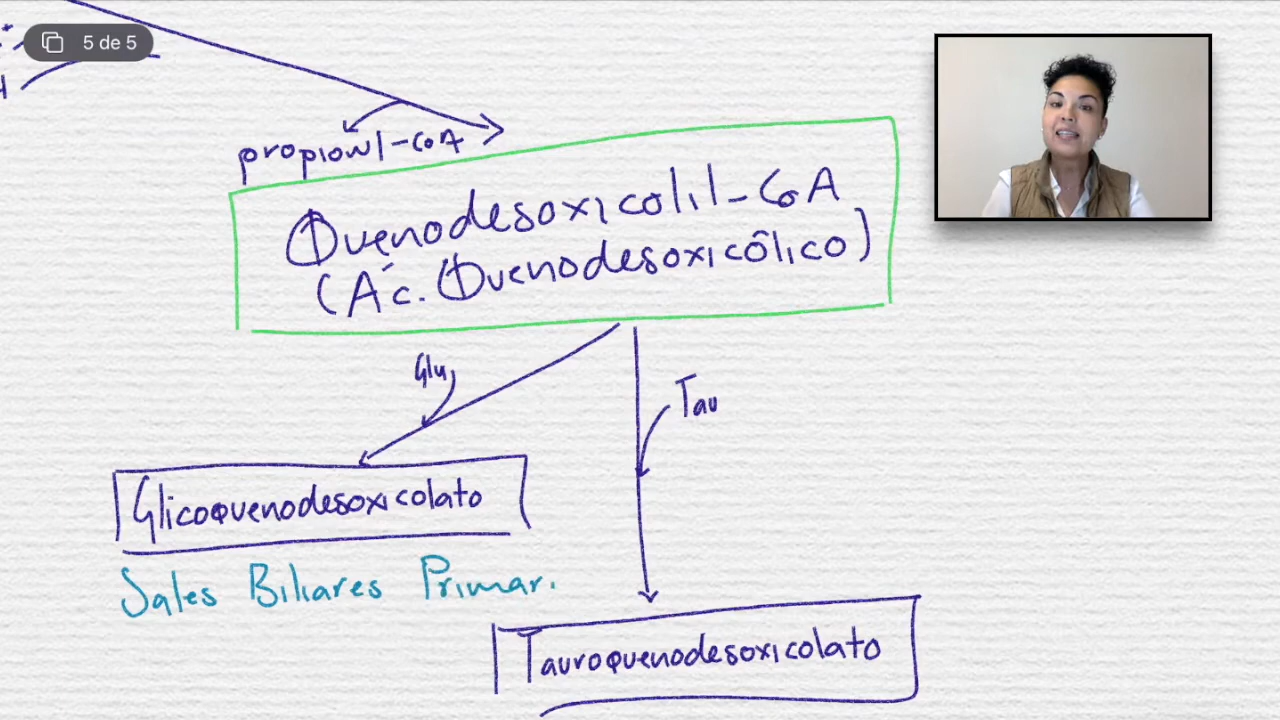 5 de 5
propionil-CoA
Quenodesoxicolil-CoA
(Ác. Quenodesoxicólico)
Glu
Tau
Glicoquenodesoxicolato
Sales Biliares Primar.
Tauroquenodesoxicolato